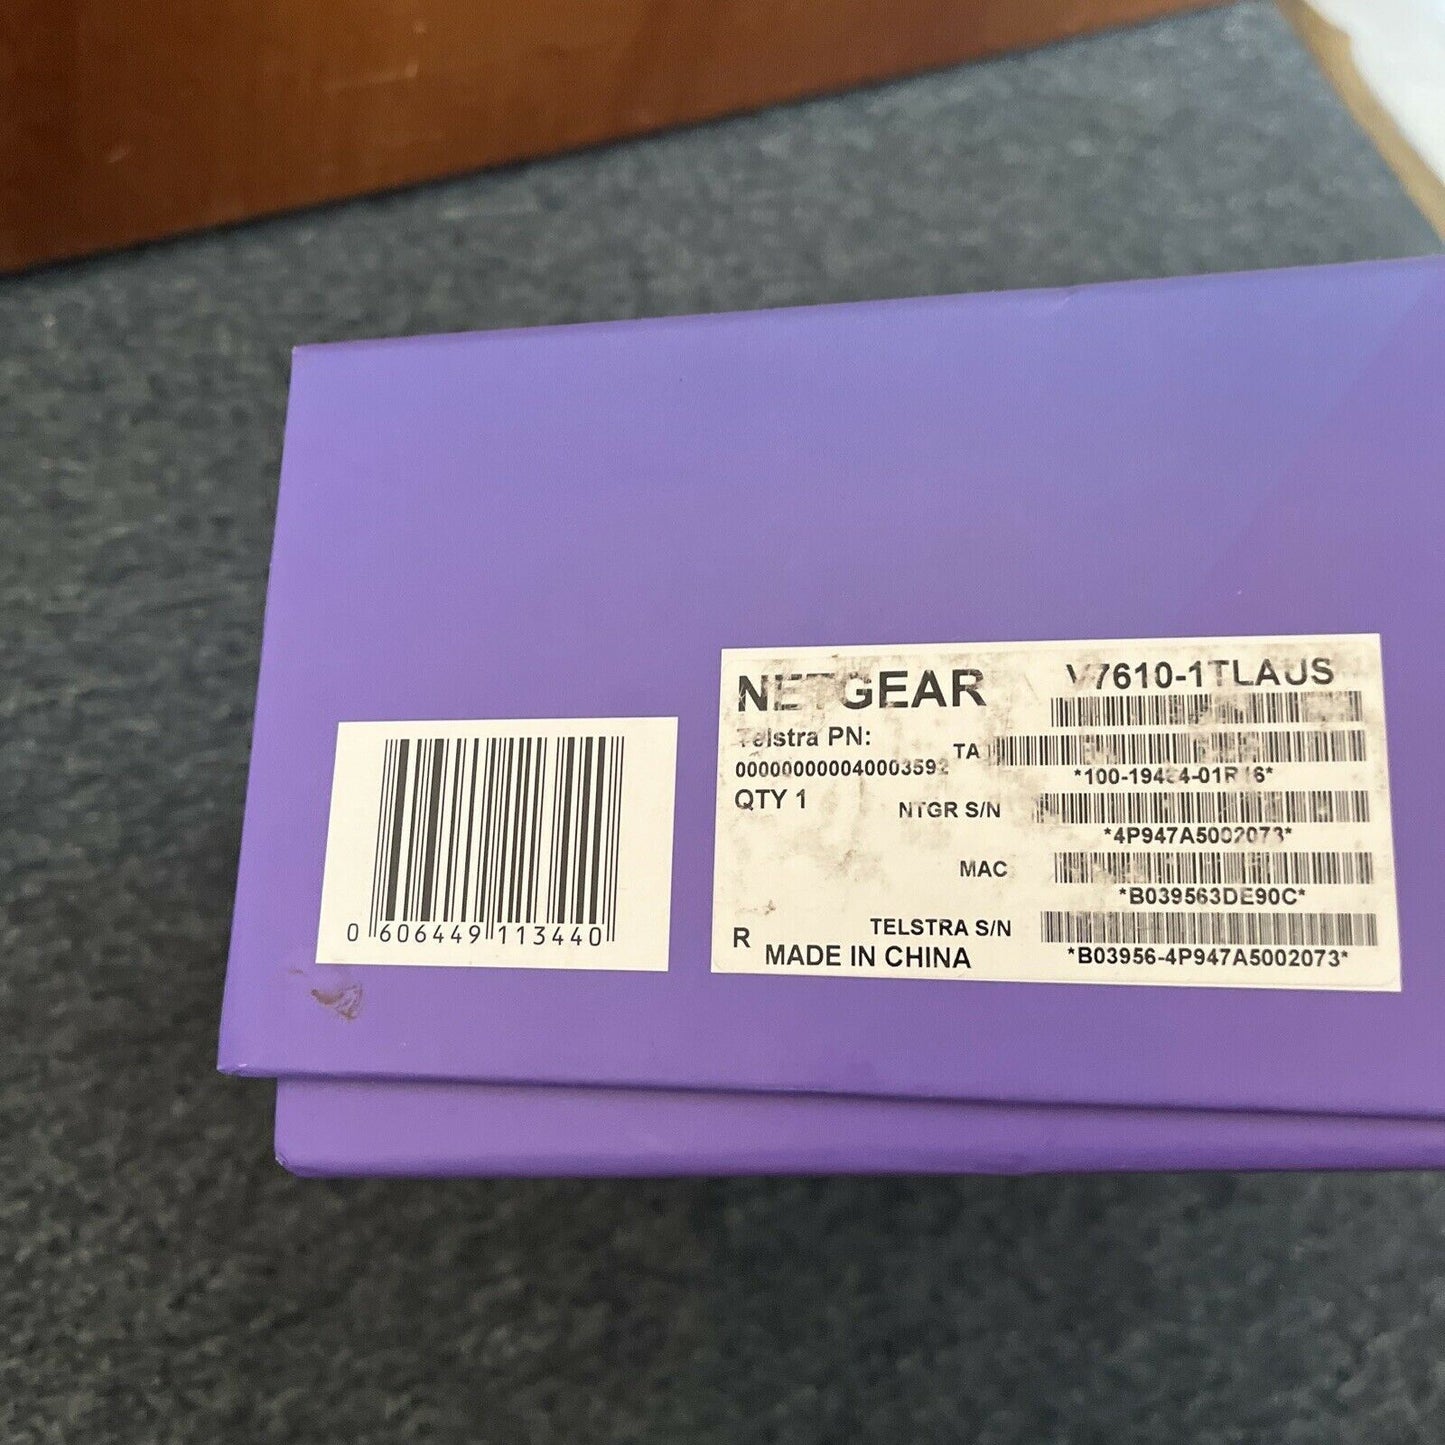 NETGEAR V7610-1TLAUS
Telstra PN:
000000000040003592
TA
QTY 1
NTGR S/N
*4P947A5002073*
MAC
*B039563DE90C*
TELSTRA S/N
*B03956-4P947A5002073*
R MADE IN CHINA
0 606449 113440